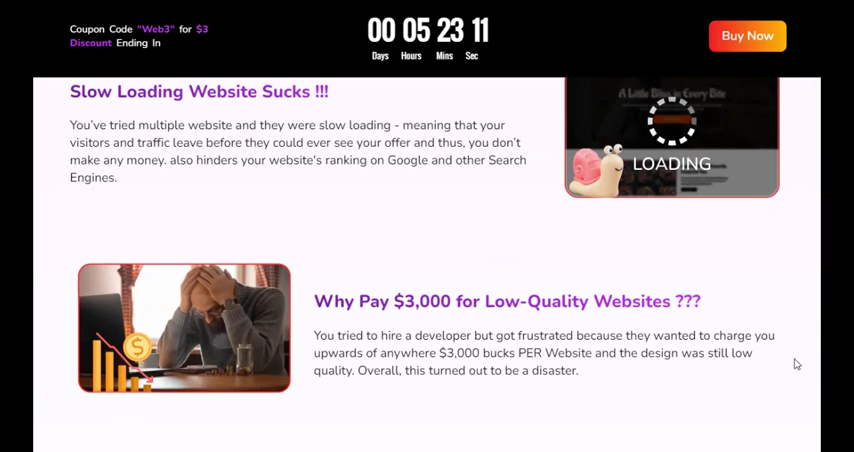 Coupon Code "Web3" for $3
Discount Ending In
00 05 23 11
Days Hours Mins Sec
Buy Now
Slow Loading Website Sucks !!!
You've tried multiple website and they were slow loading - meaning that your
visitors and traffic leave before they could ever see your offer and thus, you don't
make any money. also hinders your website's ranking on Google and other Search
Engines.
A Little Bliss in Every Bite
LOADING
$
Why Pay $3,000 for Low-Quality Websites ???
You tried to hire a developer but got frustrated because they wanted to charge you
upwards of anywhere $3,000 bucks PER Website and the design was still low
quality. Overall, this turned out to be a disaster.